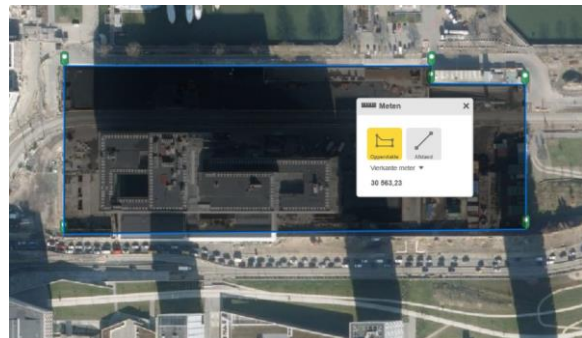 Meten
Oppervlakte
Afstand
Vierkante meter
30 963,23